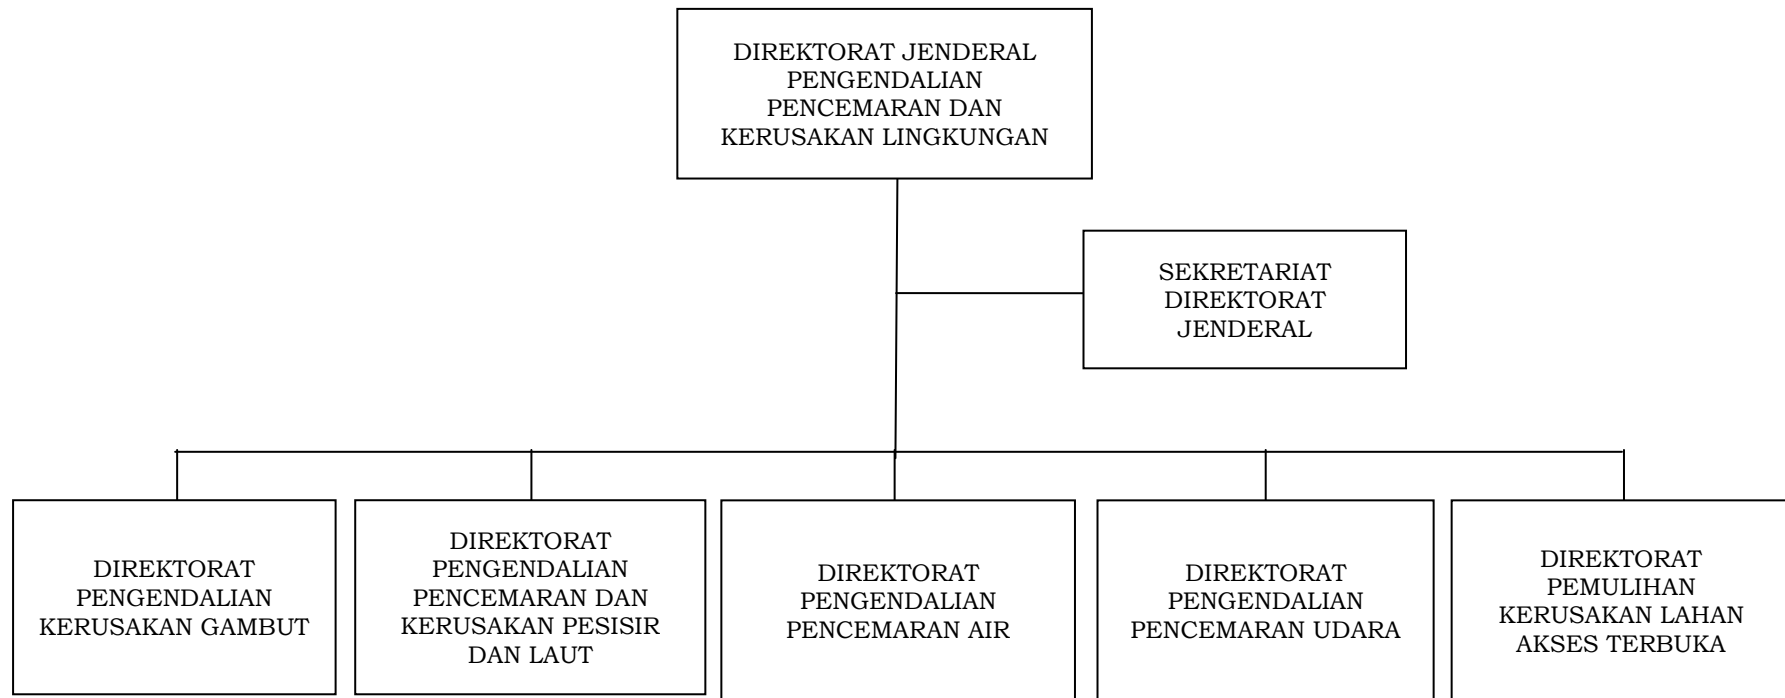 DIREKTORAT JENDERAL
PENGENDALIAN
PENCEMARAN DAN
KERUSAKAN LINGKUNGAN
SEKRETARIAT
DIREKTORAT
JENDERAL
DIREKTORAT
PENGENDALIAN
KERUSAKAN GAMBUT
DIREKTORAT
PENGENDALIAN
PENCEMARAN DAN
KERUSAKAN PESISIR
DAN LAUT
DIREKTORAT
PENGENDALIAN
PENCEMARAN AIR
DIREKTORAT
PENGENDALIAN
PENCEMARAN UDARA
DIREKTORAT
PEMULIHAN
KERUSAKAN LAHAN
AKSES TERBUKA